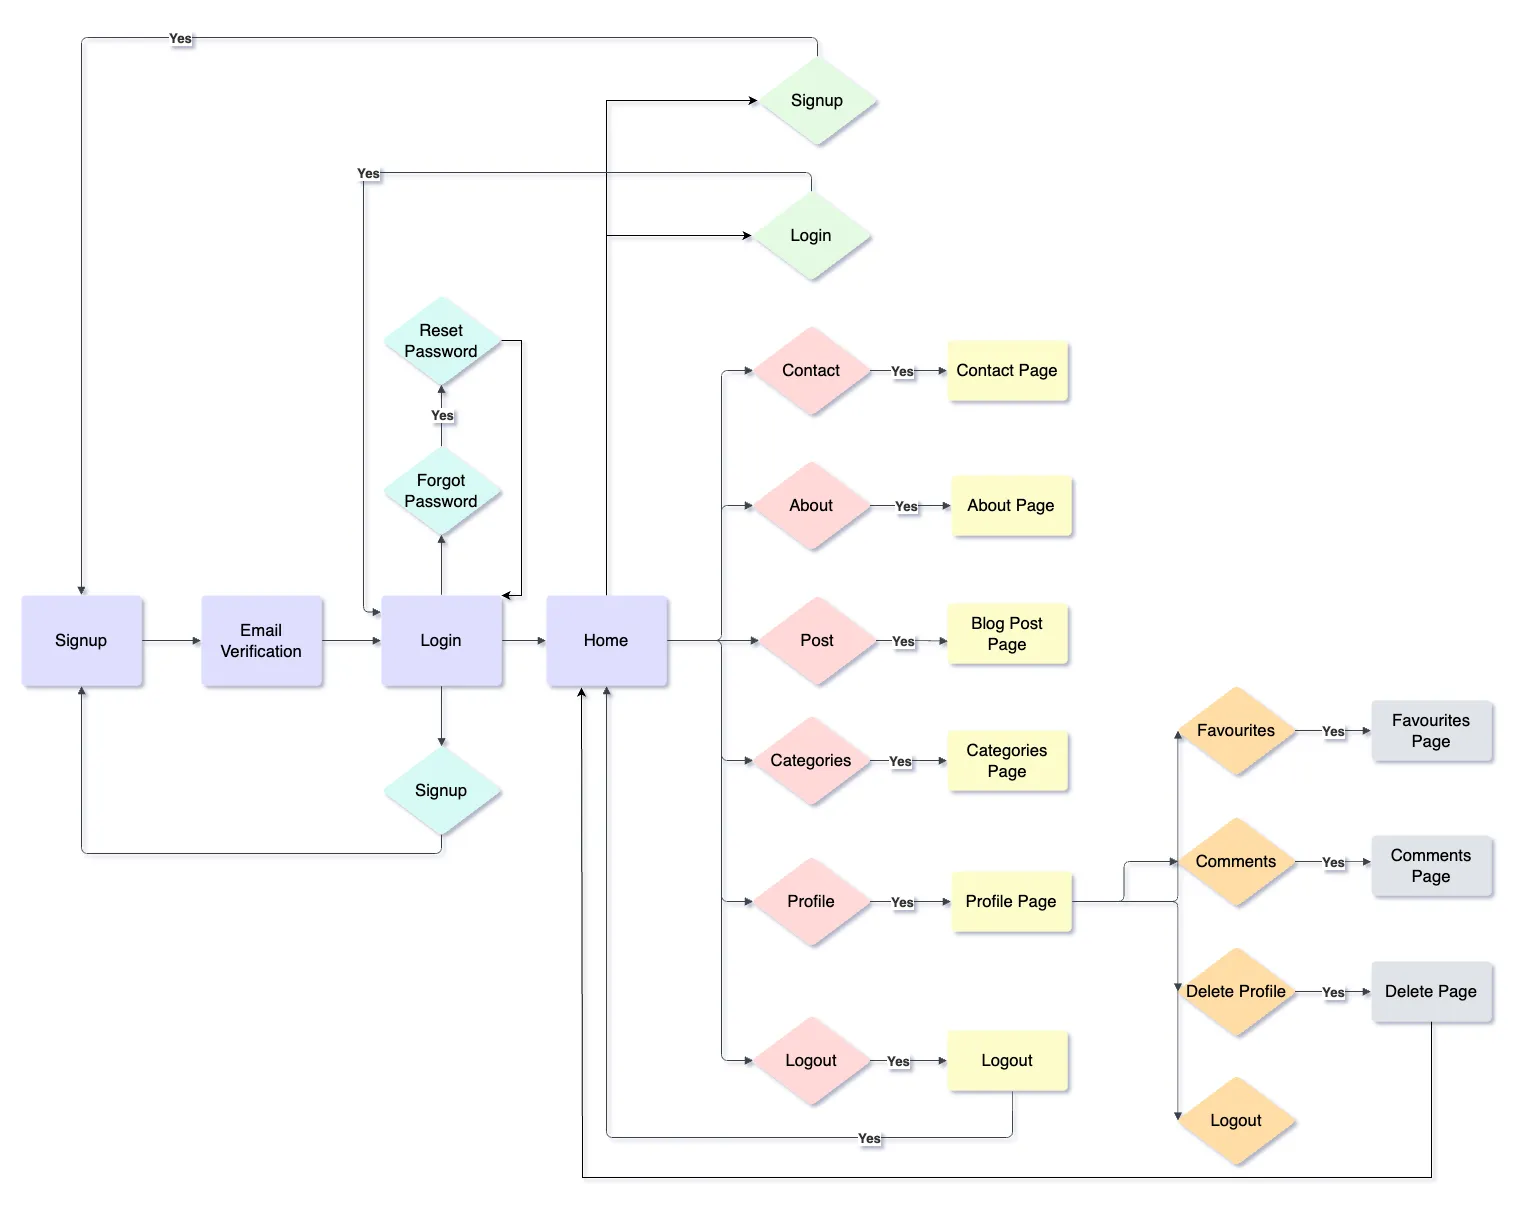 Yes
Signup
Yes
Login
Reset
Password
Contact
Yes
Contact Page
Yes
Forgot
Password
About
Yes
About Page
Signup
Email
Verification
Login
Home
Post
Yes
Blog Post
Page
Categories
Yes
Categories
Page
Favourites
Yes
Favourites
Page
Signup
Comments
Yes
Comments
Page
Profile
Yes
Profile Page
Delete Profile
Yes
Delete Page
Logout
Yes
Logout
Logout
Yes